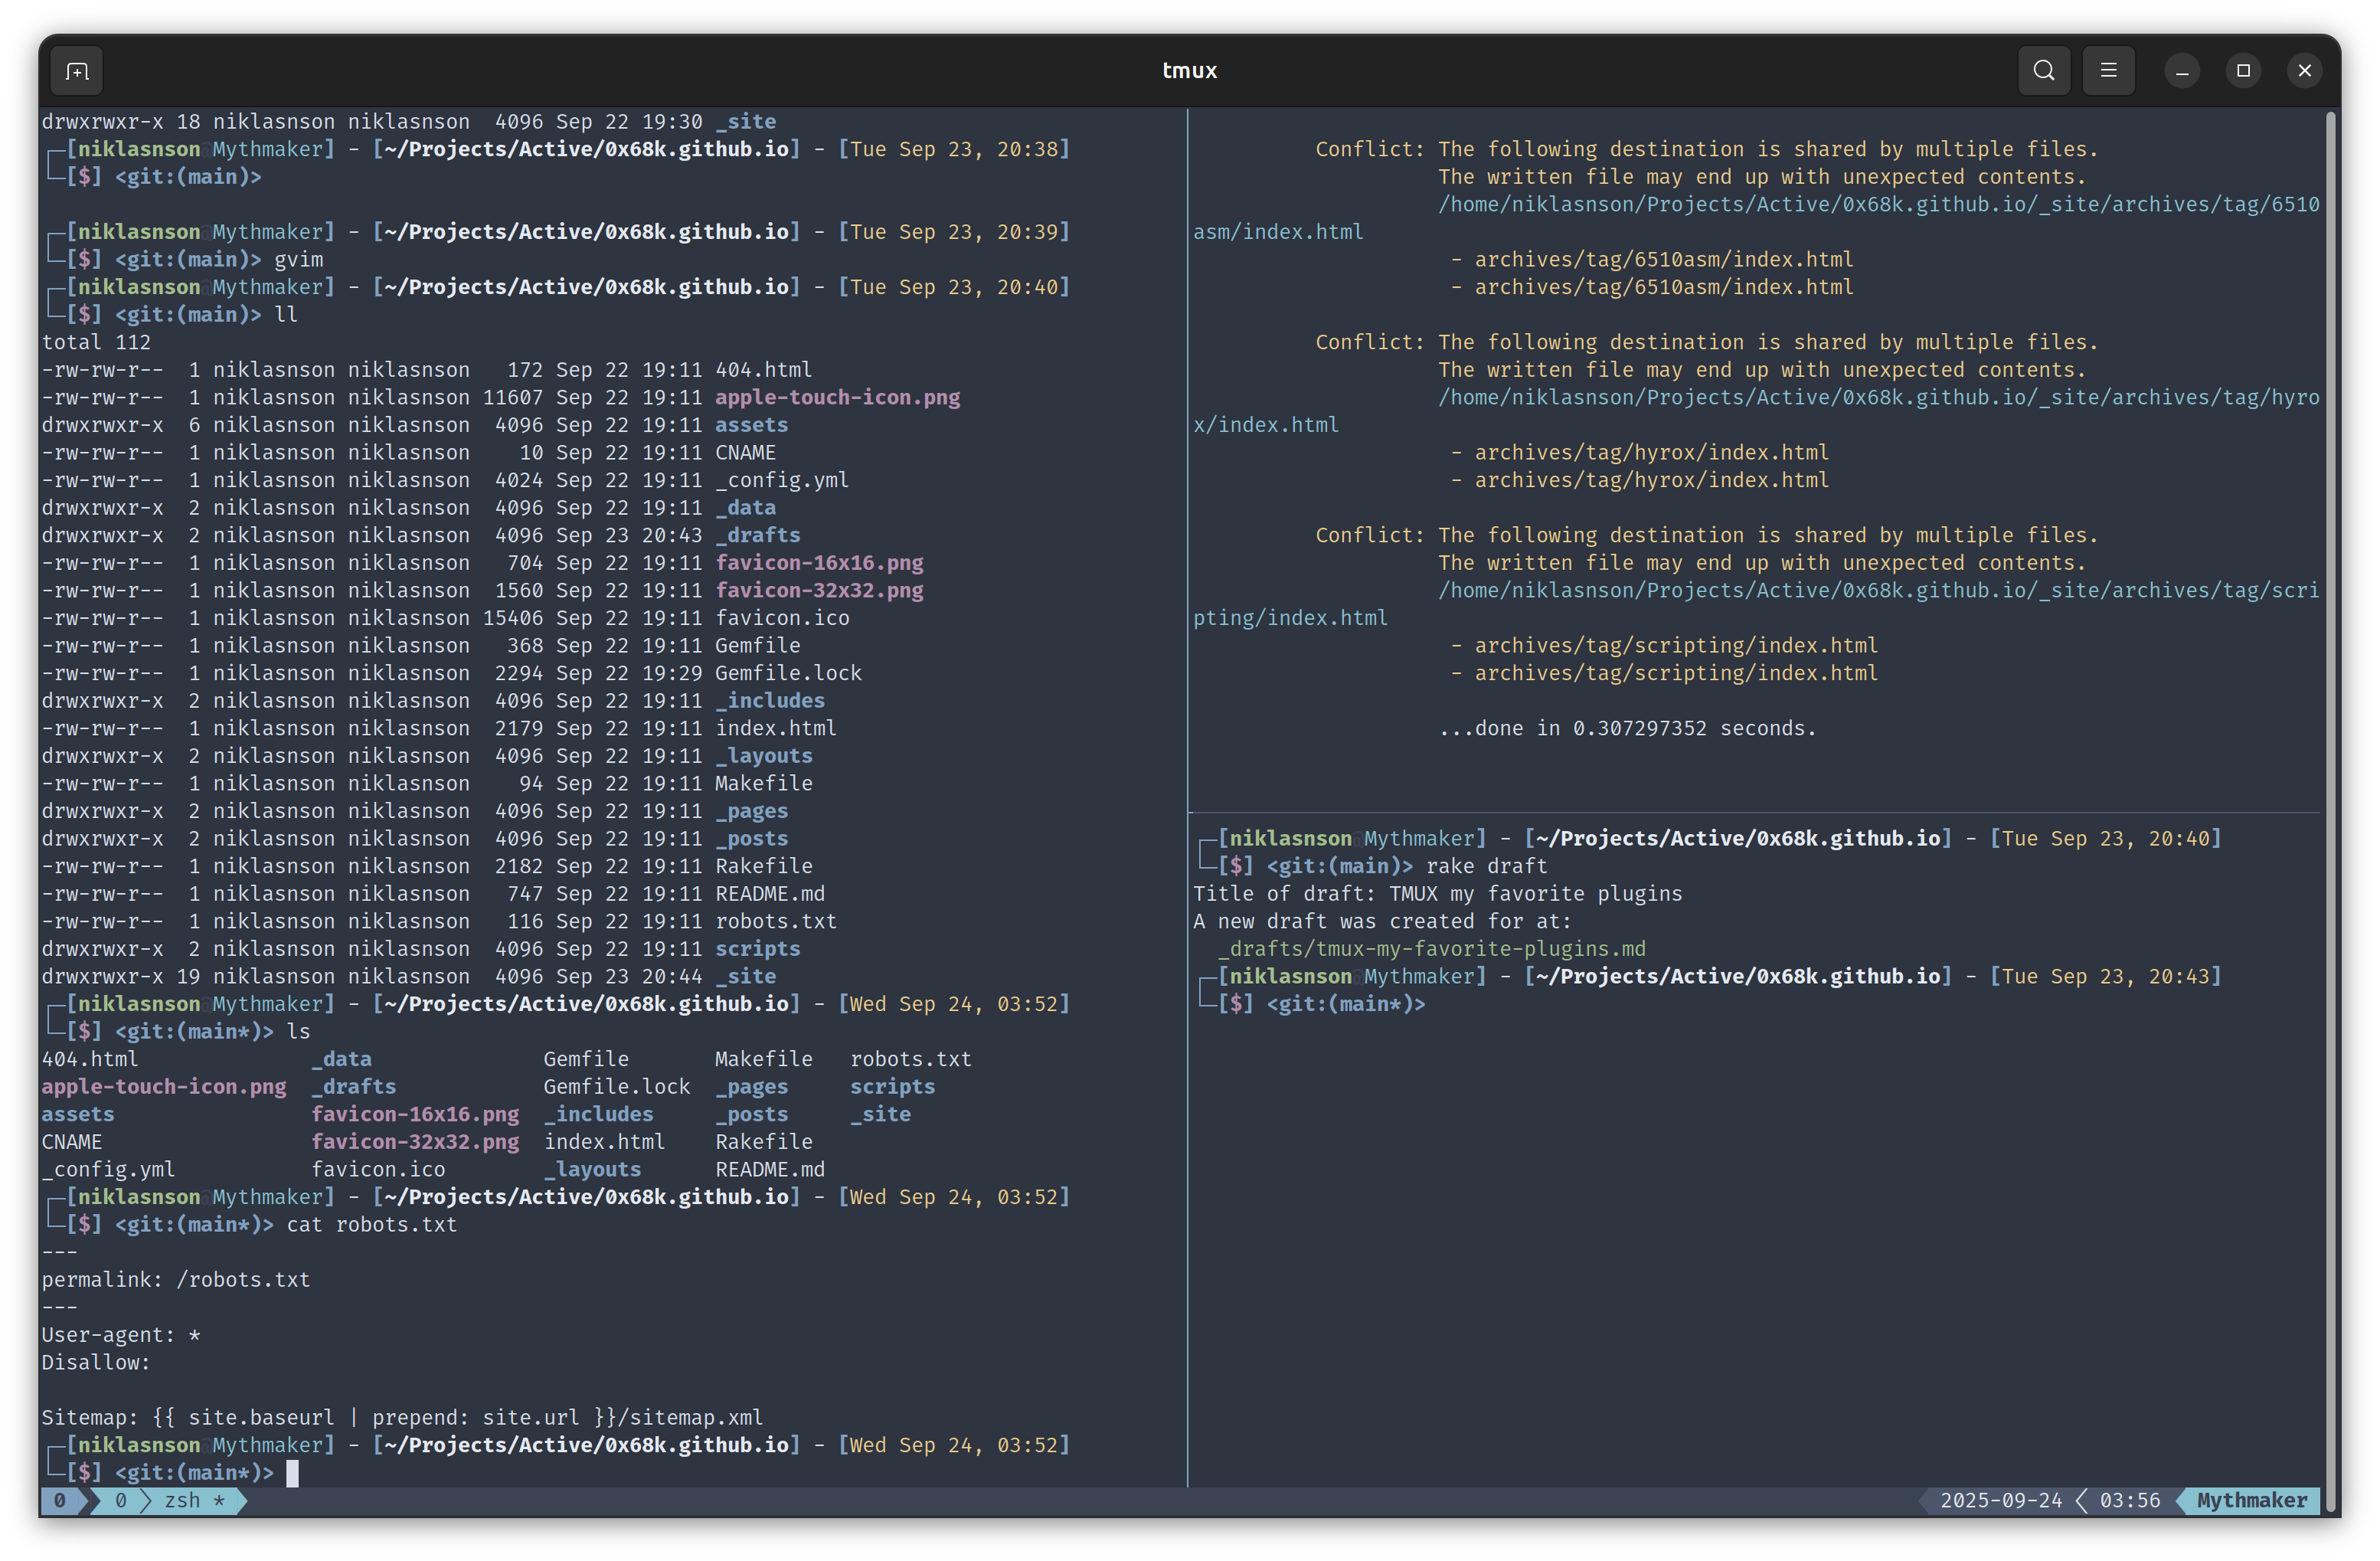 tmux
drwxrwxr-x 18 niklasnson niklasnson  4096 Sep 22 19:30 _site
[niklasnson@Mythmaker] - [~/Projects/Active/0x68k.github.io] - [Tue Sep 23, 20:38]
[$] <git:(main)>
[niklasnson@Mythmaker] - [~/Projects/Active/0x68k.github.io] - [Tue Sep 23, 20:39]
[$] <git:(main)> gvim
[niklasnson@Mythmaker] - [~/Projects/Active/0x68k.github.io] - [Tue Sep 23, 20:40]
[$] <git:(main)> ll
total 112
-rw-rw-r--  1 niklasnson niklasnson   172 Sep 22 19:11 404.html
-rw-rw-r--  1 niklasnson niklasnson 11607 Sep 22 19:11 apple-touch-icon.png
drwxrwxr-x  6 niklasnson niklasnson  4096 Sep 22 19:11 assets
-rw-rw-r--  1 niklasnson niklasnson    10 Sep 22 19:11 CNAME
-rw-rw-r--  1 niklasnson niklasnson  4024 Sep 22 19:11 _config.yml
drwxrwxr-x  2 niklasnson niklasnson  4096 Sep 22 19:11 _data
drwxrwxr-x  2 niklasnson niklasnson  4096 Sep 23 20:43 _drafts
-rw-rw-r--  1 niklasnson niklasnson   704 Sep 22 19:11 favicon-16x16.png
-rw-rw-r--  1 niklasnson niklasnson  1560 Sep 22 19:11 favicon-32x32.png
-rw-rw-r--  1 niklasnson niklasnson 15406 Sep 22 19:11 favicon.ico
-rw-rw-r--  1 niklasnson niklasnson   368 Sep 22 19:11 Gemfile
-rw-rw-r--  1 niklasnson niklasnson  2294 Sep 22 19:29 Gemfile.lock
drwxrwxr-x  2 niklasnson niklasnson  4096 Sep 22 19:11 _includes
-rw-rw-r--  1 niklasnson niklasnson  2179 Sep 22 19:11 index.html
drwxrwxr-x  2 niklasnson niklasnson  4096 Sep 22 19:11 _layouts
-rw-rw-r--  1 niklasnson niklasnson    94 Sep 22 19:11 Makefile
drwxrwxr-x  2 niklasnson niklasnson  4096 Sep 22 19:11 _pages
drwxrwxr-x  2 niklasnson niklasnson  4096 Sep 22 19:11 _posts
-rw-rw-r--  1 niklasnson niklasnson  2182 Sep 22 19:11 Rakefile
-rw-rw-r--  1 niklasnson niklasnson   747 Sep 22 19:11 README.md
-rw-rw-r--  1 niklasnson niklasnson   116 Sep 22 19:11 robots.txt
drwxrwxr-x  2 niklasnson niklasnson  4096 Sep 22 19:11 scripts
drwxrwxr-x 19 niklasnson niklasnson  4096 Sep 23 20:44 _site
[niklasnson@Mythmaker] - [~/Projects/Active/0x68k.github.io] - [Wed Sep 24, 03:52]
[$] <git:(main*)> ls
404.html              _data              Gemfile       Makefile   robots.txt
apple-touch-icon.png  _drafts            Gemfile.lock  _pages     scripts
assets                favicon-16x16.png  _includes     _posts     _site
CNAME                 favicon-32x32.png  index.html    Rakefile
_config.yml           favicon.ico        _layouts      README.md
[niklasnson@Mythmaker] - [~/Projects/Active/0x68k.github.io] - [Wed Sep 24, 03:52]
[$] <git:(main*)> cat robots.txt
---
permalink: /robots.txt
---
User-agent: *
Disallow:
Sitemap: {{ site.baseurl | prepend: site.url }}/sitemap.xml
[niklasnson@Mythmaker] - [~/Projects/Active/0x68k.github.io] - [Wed Sep 24, 03:52]
[$] <git:(main*)>
Conflict: The following destination is shared by multiple files.
The written file may end up with unexpected contents.
/home/niklasnson/Projects/Active/0x68k.github.io/_site/archives/tag/6510
asm/index.html
- archives/tag/6510asm/index.html
- archives/tag/6510asm/index.html
Conflict: The following destination is shared by multiple files.
The written file may end up with unexpected contents.
/home/niklasnson/Projects/Active/0x68k.github.io/_site/archives/tag/hyro
x/index.html
- archives/tag/hyrox/index.html
- archives/tag/hyrox/index.html
Conflict: The following destination is shared by multiple files.
The written file may end up with unexpected contents.
/home/niklasnson/Projects/Active/0x68k.github.io/_site/archives/tag/scri
pting/index.html
- archives/tag/scripting/index.html
- archives/tag/scripting/index.html
...done in 0.307297352 seconds.
[niklasnson@Mythmaker] - [~/Projects/Active/0x68k.github.io] - [Tue Sep 23, 20:40]
[$] <git:(main)> rake draft
Title of draft: TMUX my favorite plugins
A new draft was created for at:
_drafts/tmux-my-favorite-plugins.md
[niklasnson@Mythmaker] - [~/Projects/Active/0x68k.github.io] - [Tue Sep 23, 20:43]
[$] <git:(main*)>
0 0 zsh * 2025-09-24 03:56 Mythmaker